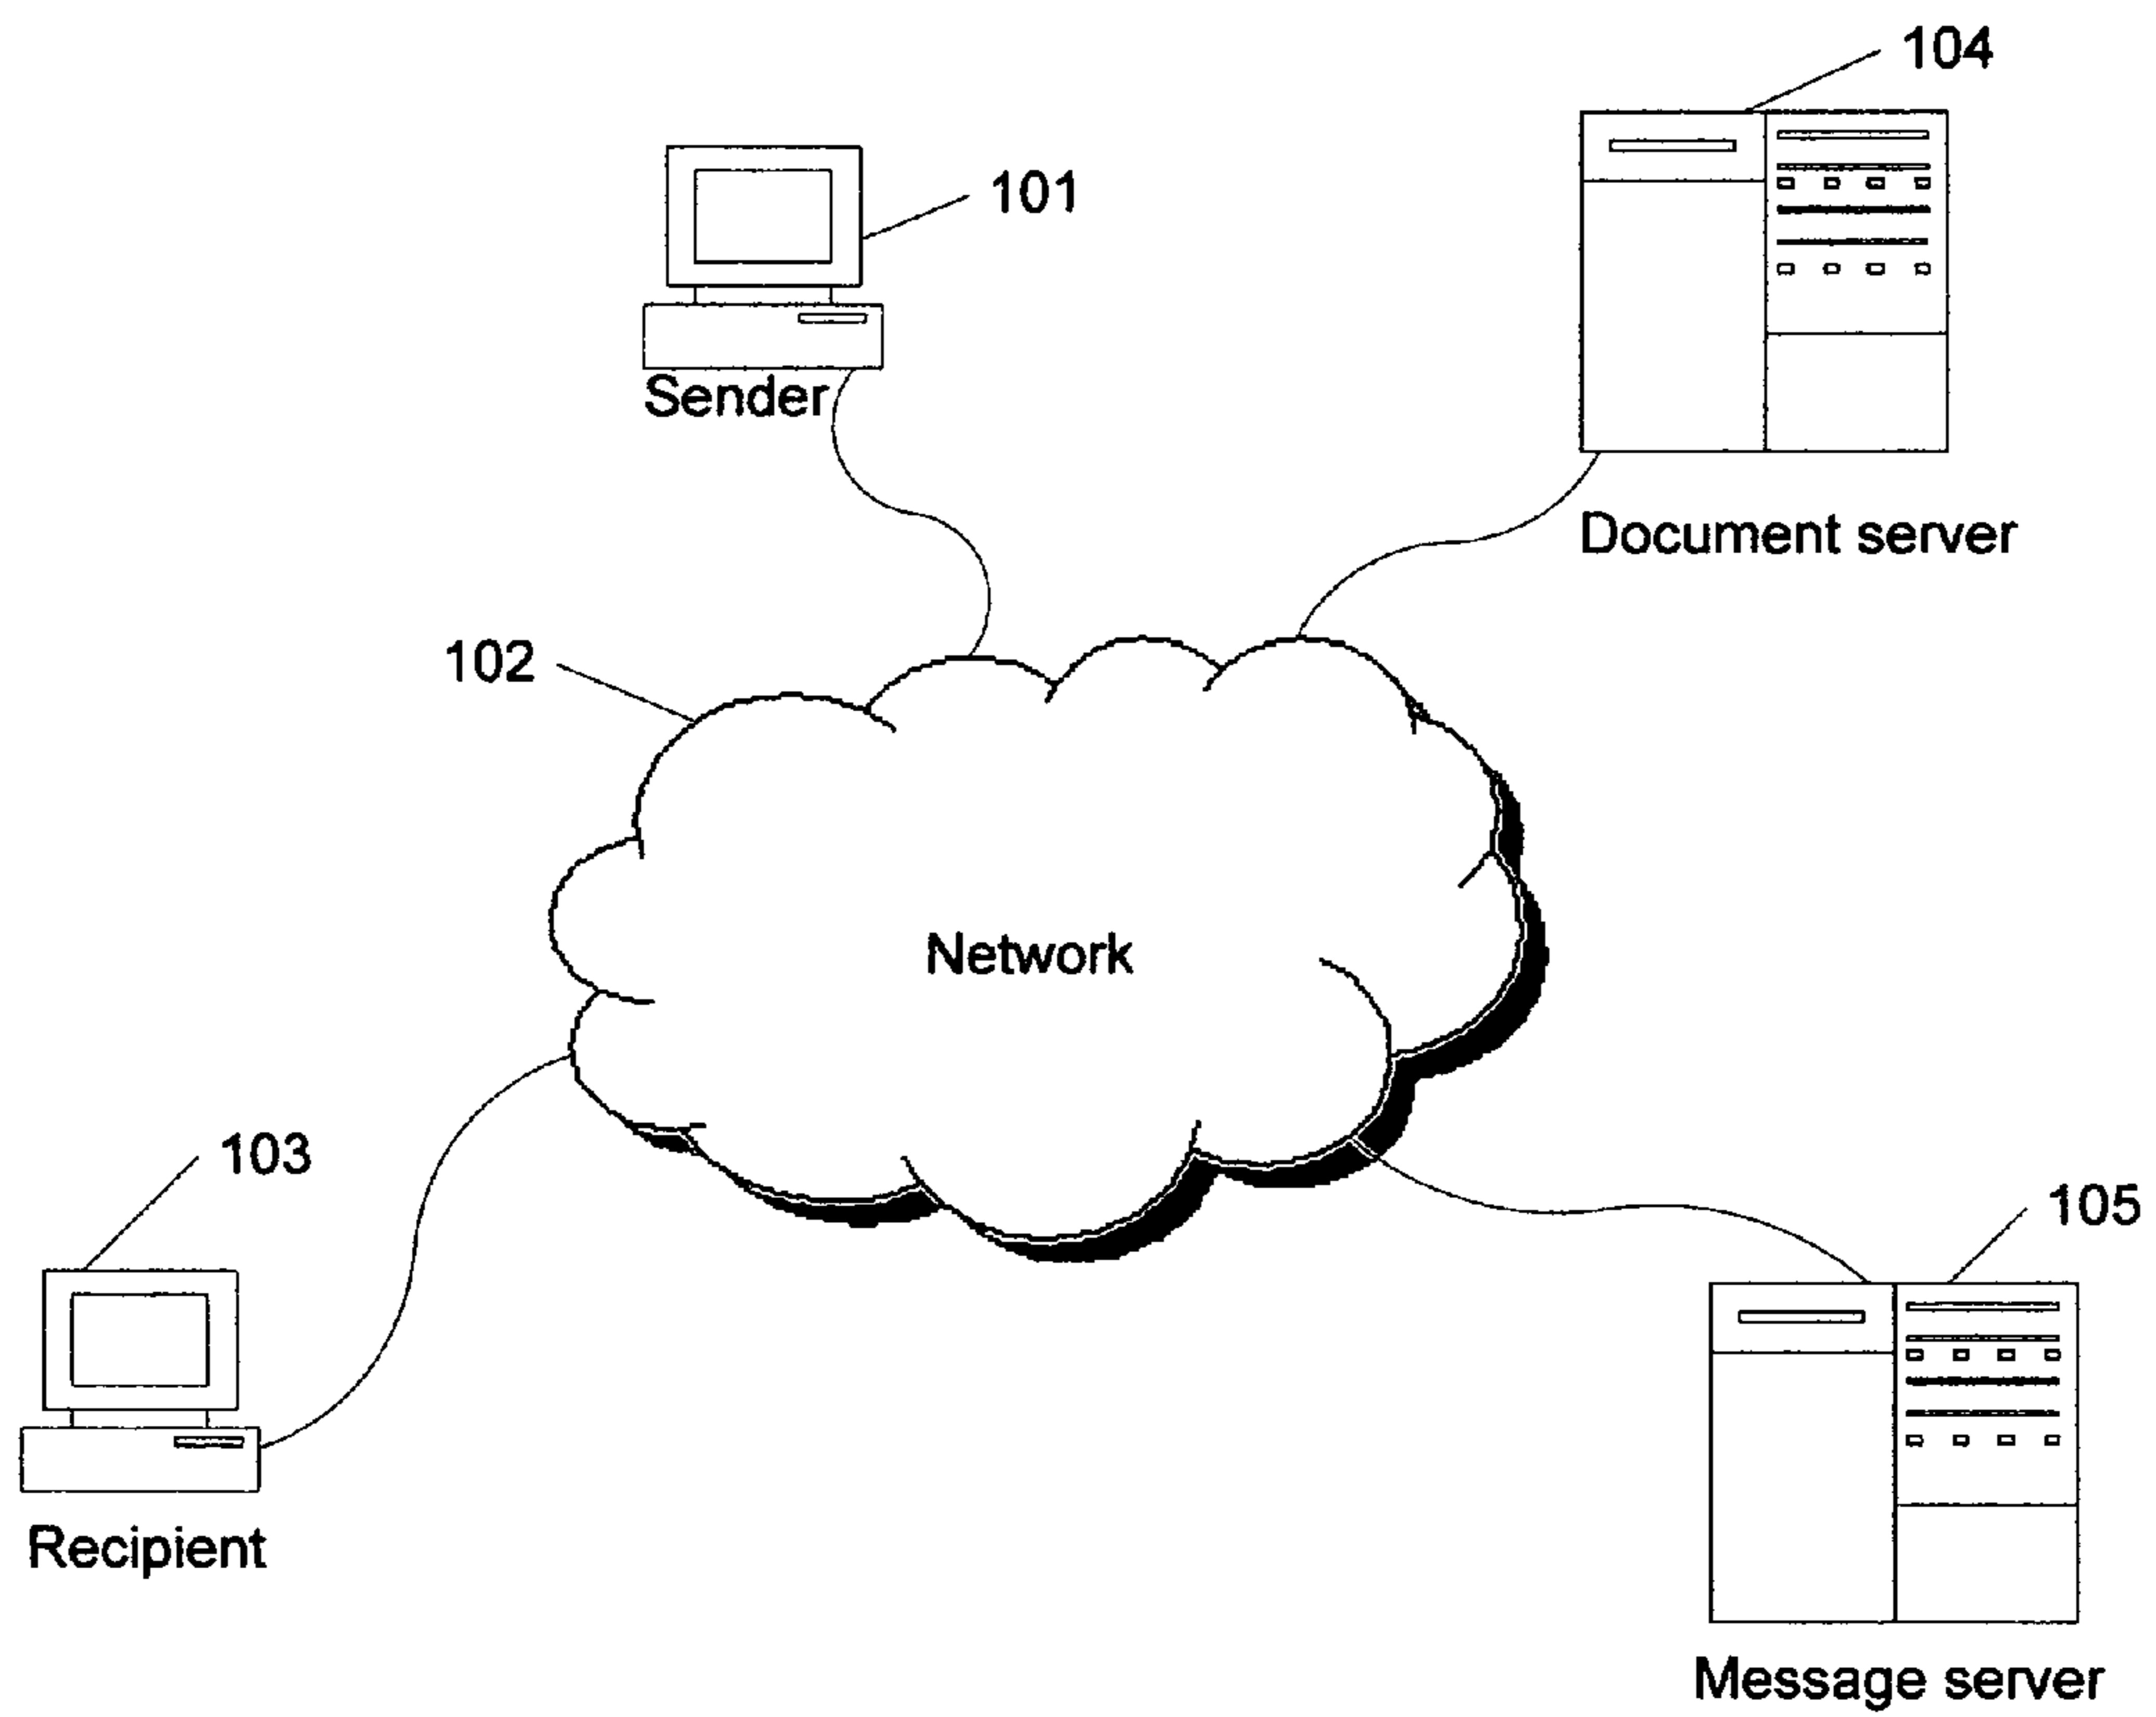 104
101
Sender
Document server
102
Network
103
105
Recipient
Message server